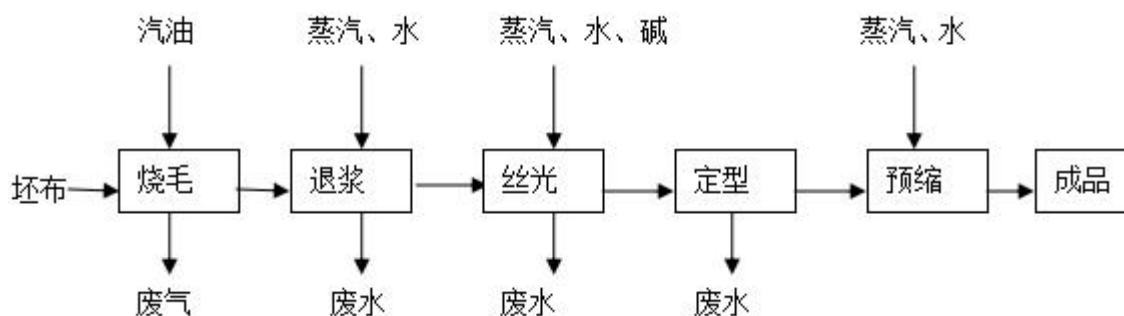 汽油 蒸汽、水 蒸汽、水、碱 蒸汽、水
坯布 烧毛 退浆 丝光 定型 预缩 成品
废气 废水 废水 废水